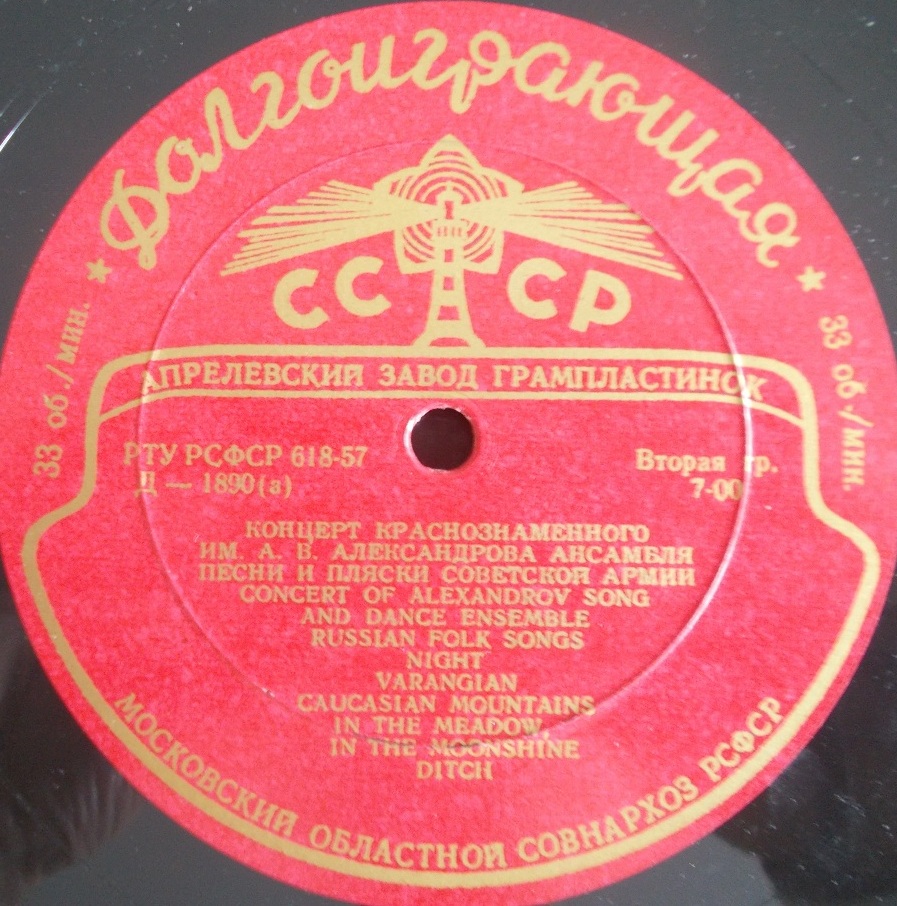 Долгоиграющая
СССР
33 об./мин.
33 об./мин.
АПРЕЛЕВСКИЙ ЗАВОД ГРАМПЛАСТИНОК
РТУ РСФСР 618-57
Д — 1890(а)
Вторая гр.
7-00
КОНЦЕРТ КРАСНОЗНАМЕННОГО
ИМ. А. В. АЛЕКСАНДРОВА АНСАМБЛЯ
ПЕСНИ И ПЛЯСКИ СОВЕТСКОЙ АРМИИ
CONCERT OF ALEXANDROV SONG
AND DANCE ENSEMBLE
RUSSIAN FOLK SONGS
NIGHT
VARANGIAN
CAUCASIAN MOUNTAINS
IN THE MEADOW,
IN THE MOONSHINE
DITCH
МОСКОВСКИЙ ОБЛАСТНОЙ СОВНАРХОЗ РСФСР